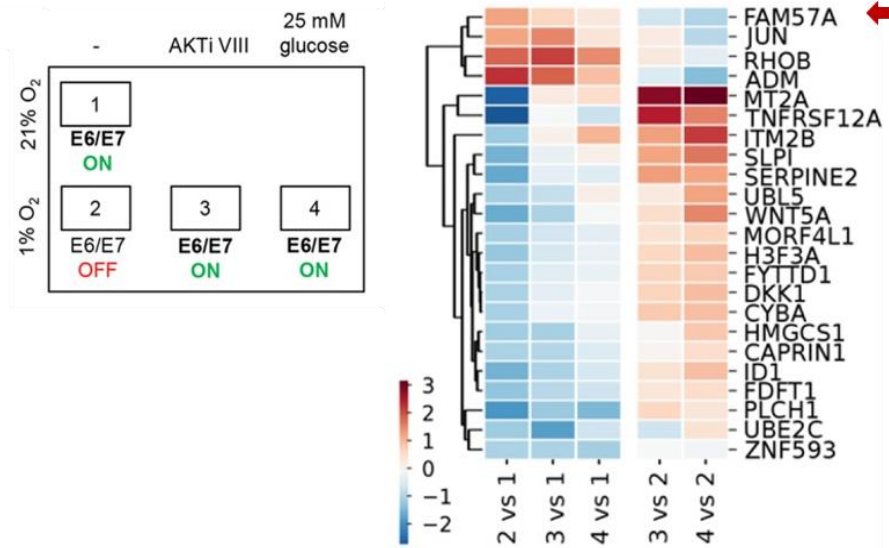 - AKTi VIII 25 mM
glucose
21% O₂
1
E6/E7
ON
1% O₂
2 3 4
E6/E7 E6/E7 E6/E7
OFF ON ON
FAM57A
JUN
RHOB
ADM
MT2A
TNFRSF12A
ITM2B
SLPI
SERPINE2
UBL5
WNT5A
MORF4L1
H3F3A
FYTTD1
DKK1
CYBA
HMGCS1
CAPRIN1
ID1
FDFT1
PLCH1
UBE2C
ZNF593
3
2
1
0
−1
−2
2 vs 1
3 vs 1
4 vs 1
3 vs 2
4 vs 2